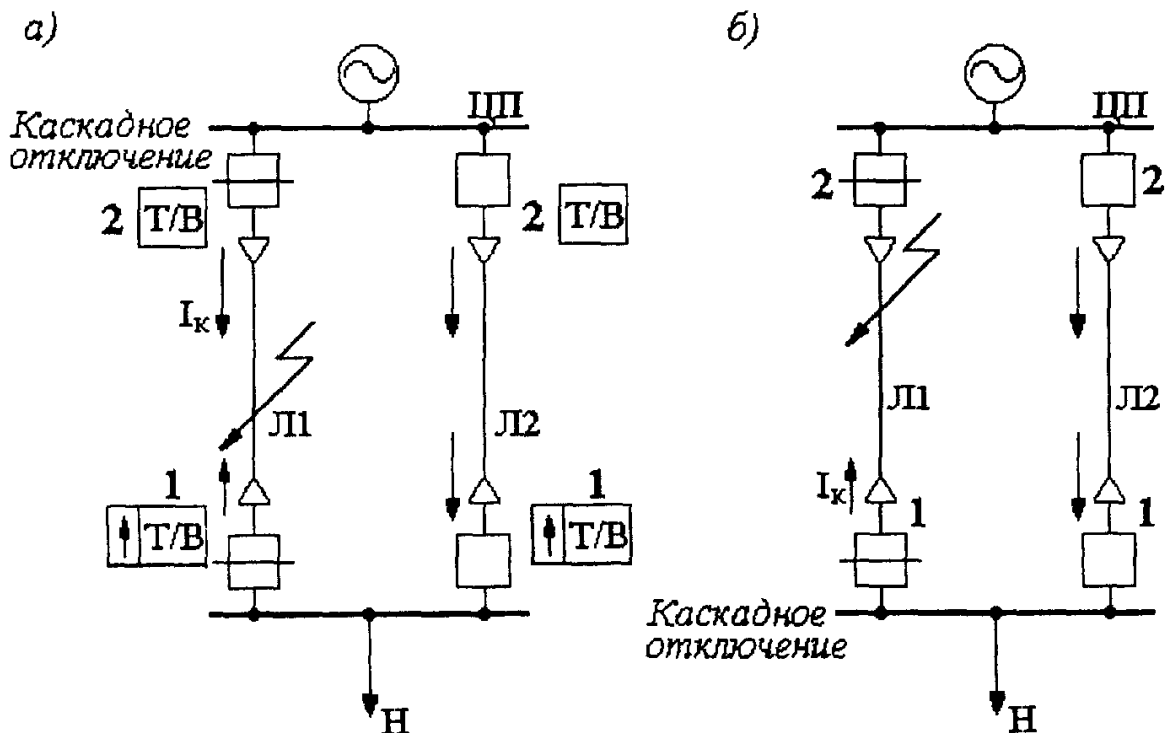 а)
б)
ЦП
ЦП
Каскадное
отключение
2 Т/В
2 Т/В
2
2
Iк
Л1
Л2
Л1
Л2
Iк
1
1
1
1
Т/В
Т/В
Каскадное
отключение
Н
Н